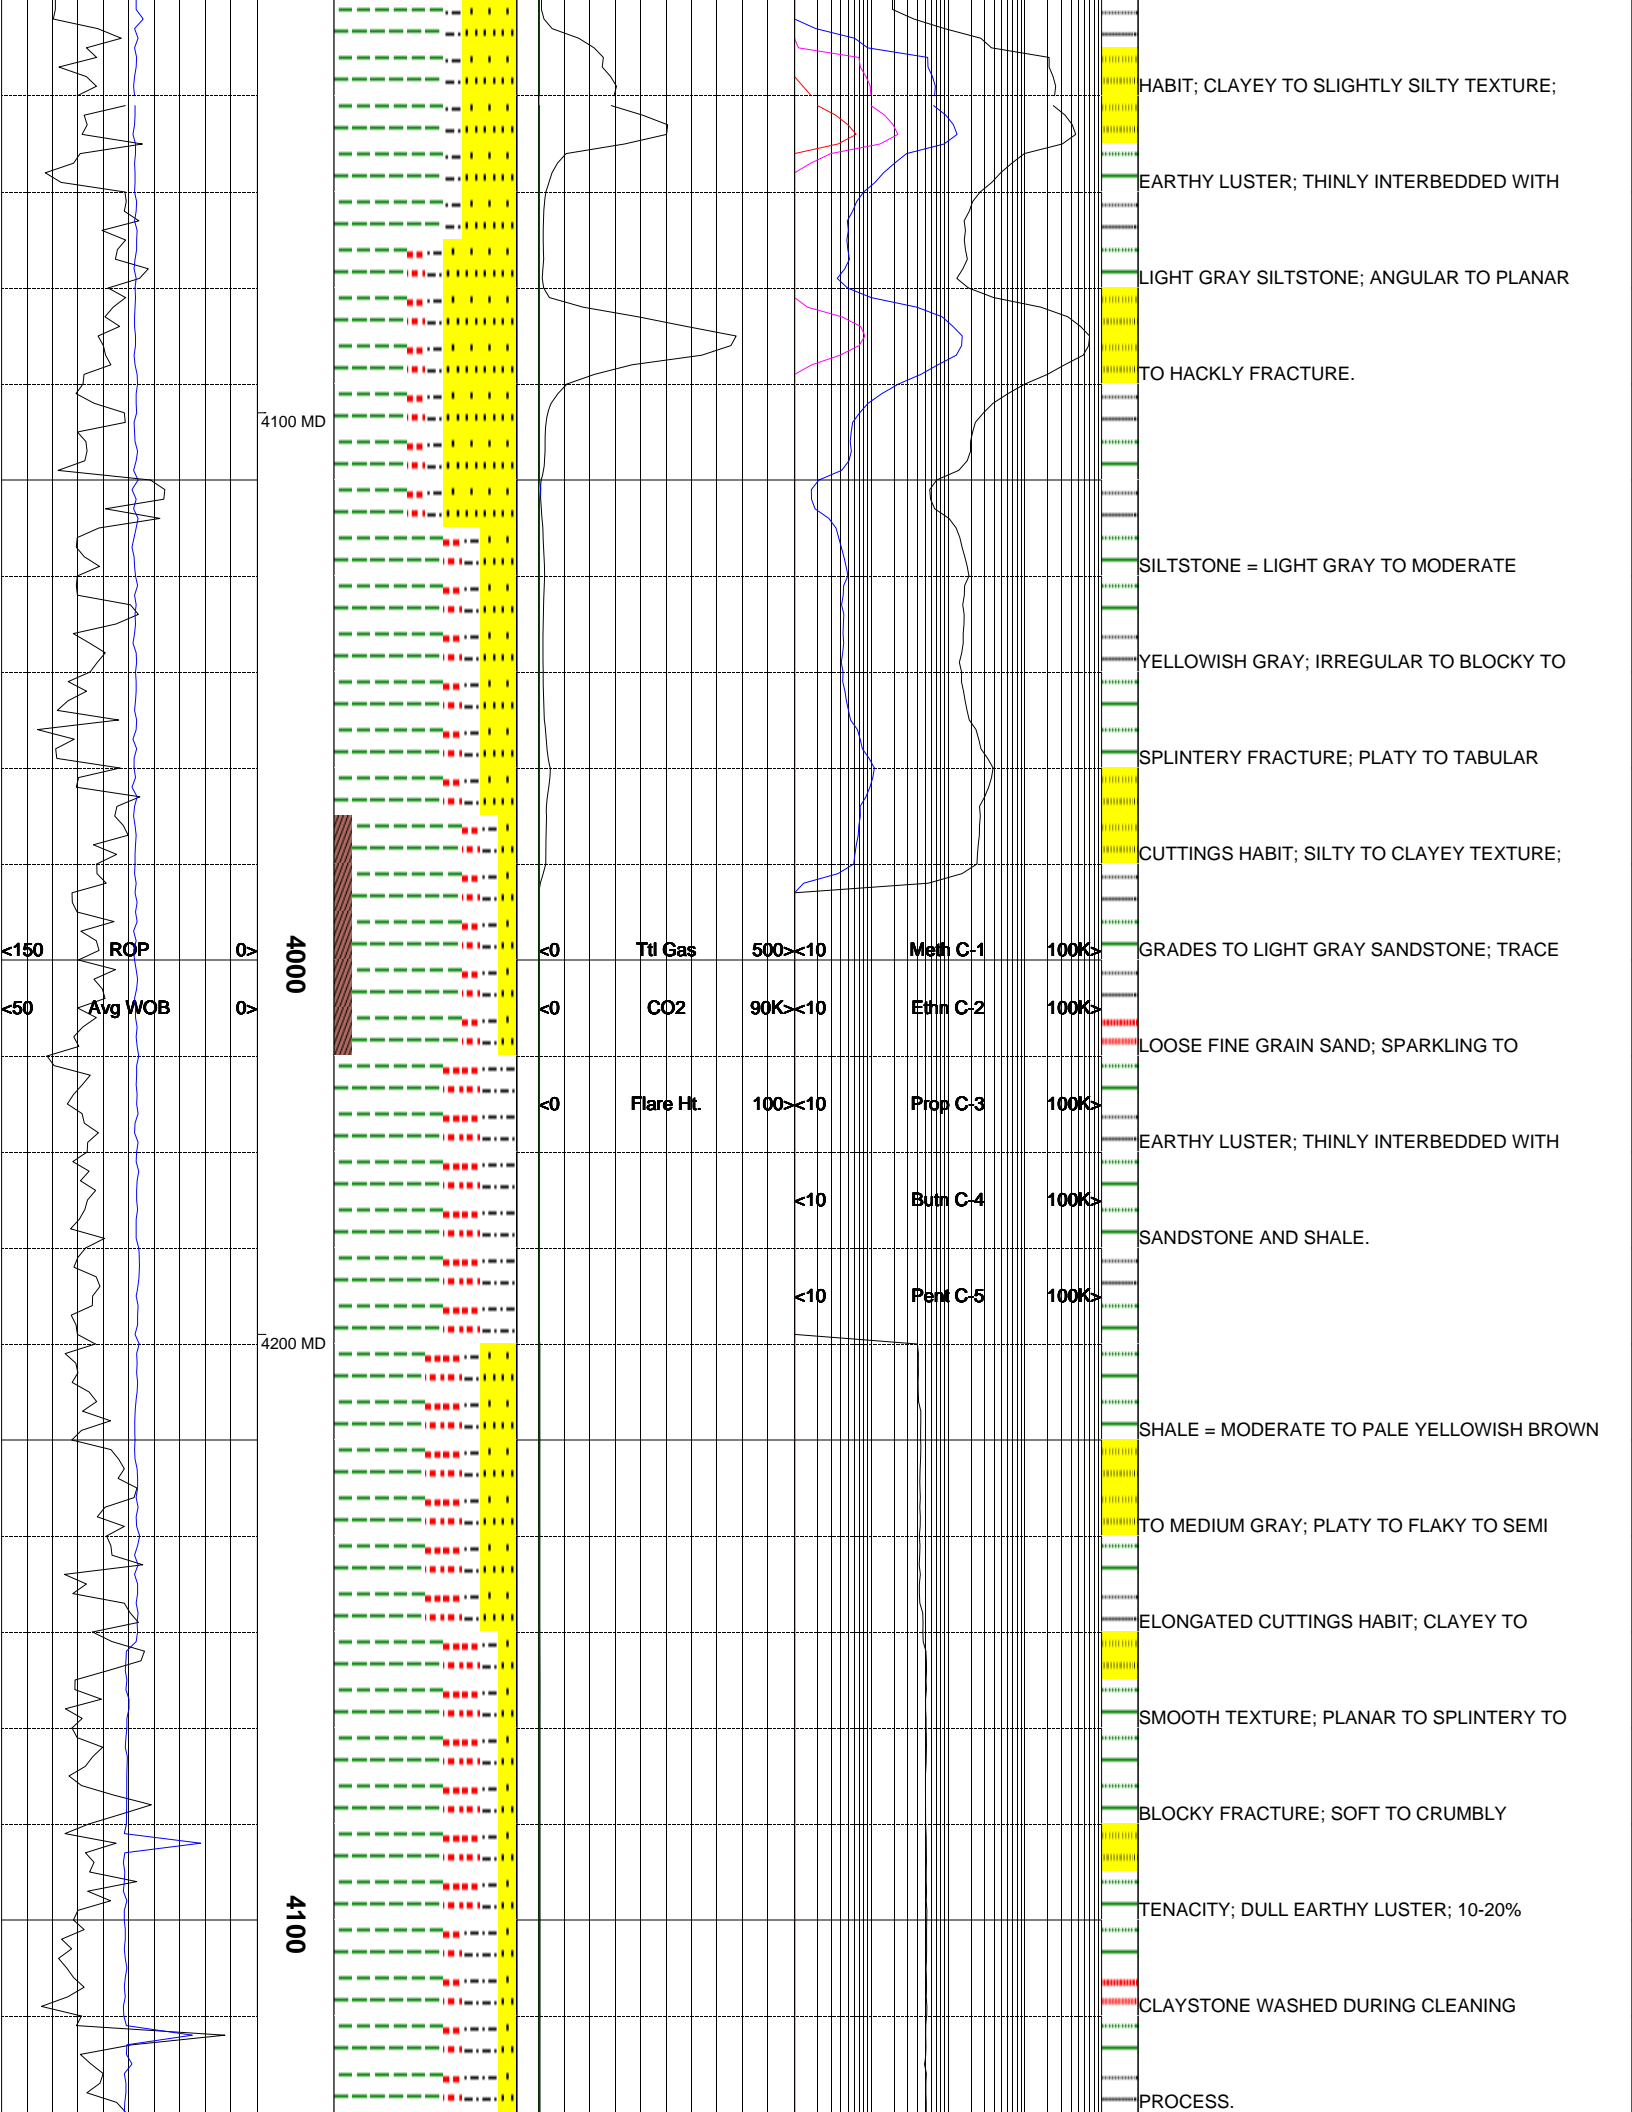 HABIT; CLAYEY TO SLIGHTLY SILTY TEXTURE;
EARTHY LUSTER; THINLY INTERBEDDED WITH
LIGHT GRAY SILTSTONE; ANGULAR TO PLANAR
TO HACKLY FRACTURE.
4100 MD
SILTSTONE = LIGHT GRAY TO MODERATE
YELLOWISH GRAY; IRREGULAR TO BLOCKY TO
SPLINTERY FRACTURE; PLATY TO TABULAR
CUTTINGS HABIT; SILTY TO CLAYEY TEXTURE;
<150 ROP 0> 4000 <0 Ttl Gas 500> <10 Meth C-1 100K> GRADES TO LIGHT GRAY SANDSTONE; TRACE
<50 Avg WOB 0> <0 CO2 90K> <10 Ethn C-2 100K>
LOOSE FINE GRAIN SAND; SPARKLING TO
<0 Flare Ht. 100> <10 Prop C-3 100K>
EARTHY LUSTER; THINLY INTERBEDDED WITH
<10 Butn C-4 100K>
SANDSTONE AND SHALE.
<10 Pent C-5 100K>
4200 MD
SHALE = MODERATE TO PALE YELLOWISH BROWN
TO MEDIUM GRAY; PLATY TO FLAKY TO SEMI
ELONGATED CUTTINGS HABIT; CLAYEY TO
SMOOTH TEXTURE; PLANAR TO SPLINTERY TO
BLOCKY FRACTURE; SOFT TO CRUMBLY
4100 TENACITY; DULL EARTHY LUSTER; 10-20%
CLAYSTONE WASHED DURING CLEANING
PROCESS.